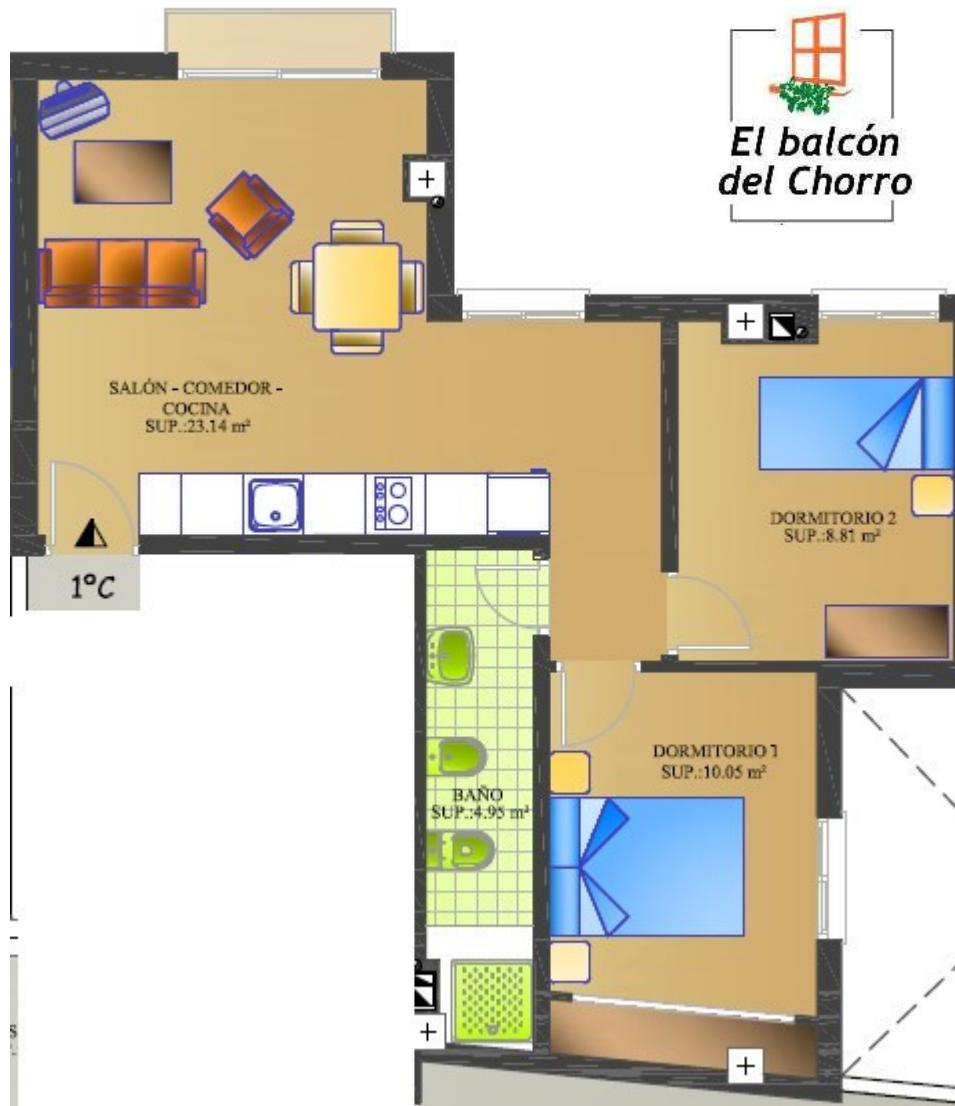 El balcón
del Chorro
SALÓN - COMEDOR -
COCINA
SUP.:23.14 m²
DORMITORIO 2
SUP.:8.81 m²
1ºC
DORMITORIO 1
SUP.:10.05 m²
BAÑO
SUP.:4.95 m²
S